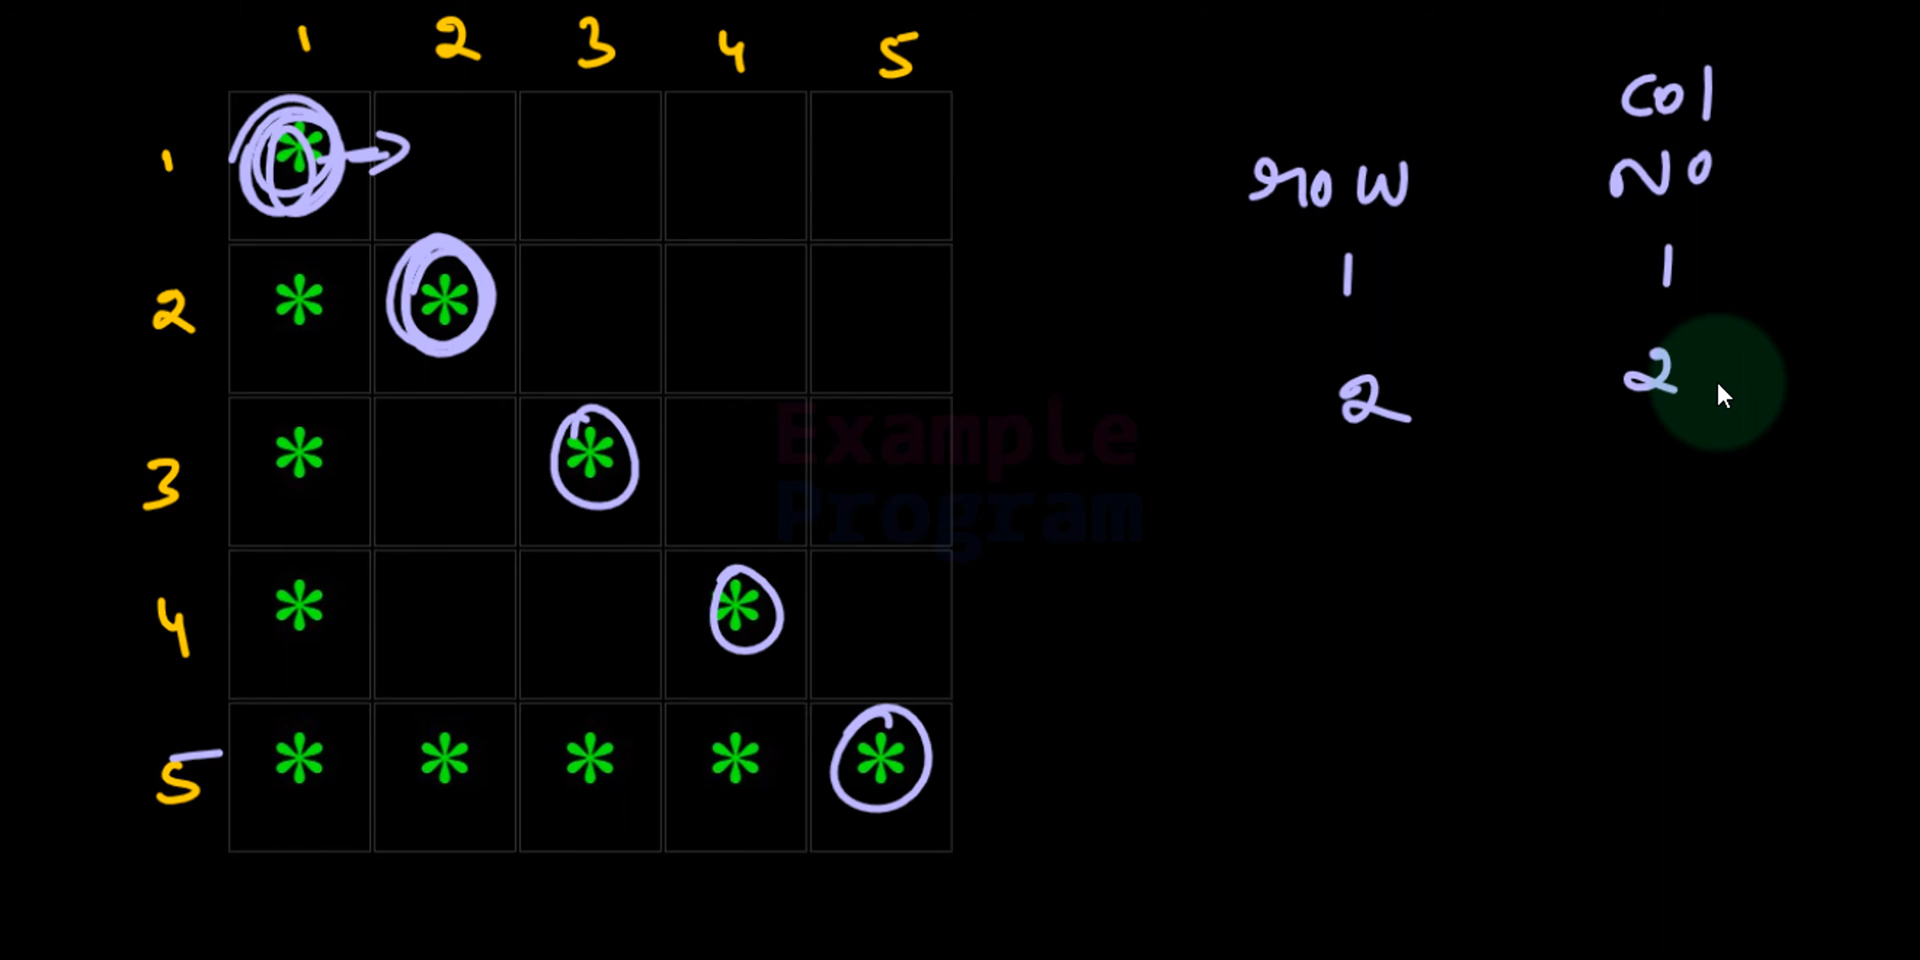 1 2 3 4 5
1 *
2 * *
3 * *
4 * *
5 * * * * *
Col
row No
1 1
2 2
Example
Program